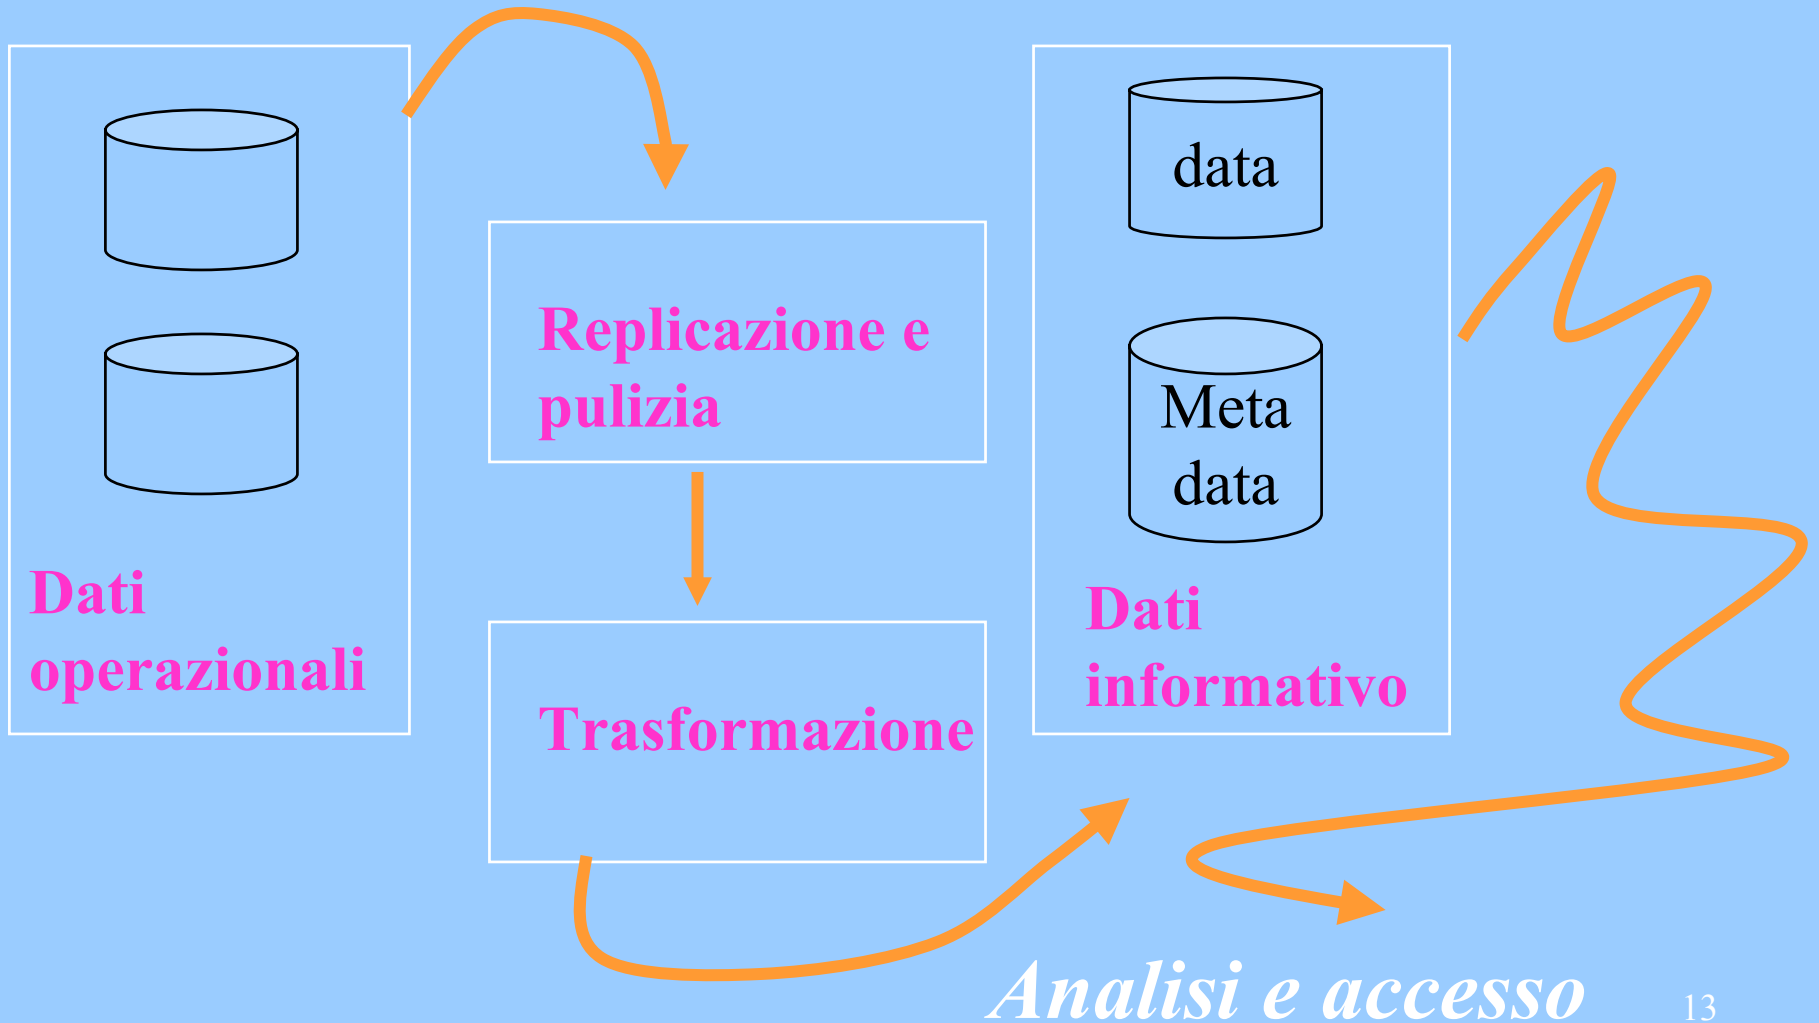 Dati
operazionali
Replicazione e
pulizia
Trasformazione
data
Meta
data
Dati
informativo
Analisi e accesso
13